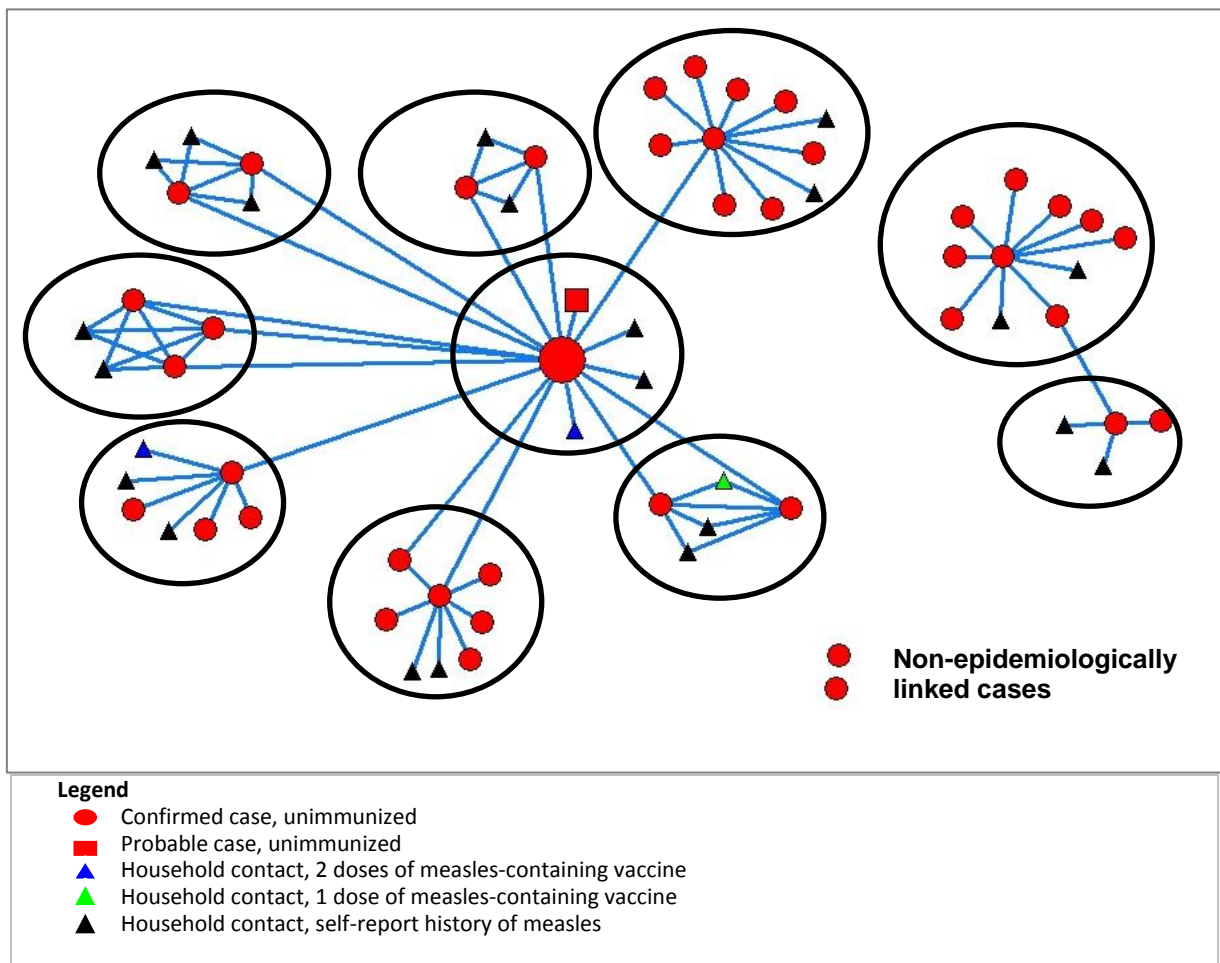 Non-epidemiologically
linked cases
Legend
Confirmed case, unimmunized
Probable case, unimmunized
Household contact, 2 doses of measles-containing vaccine
Household contact, 1 dose of measles-containing vaccine
Household contact, self-report history of measles